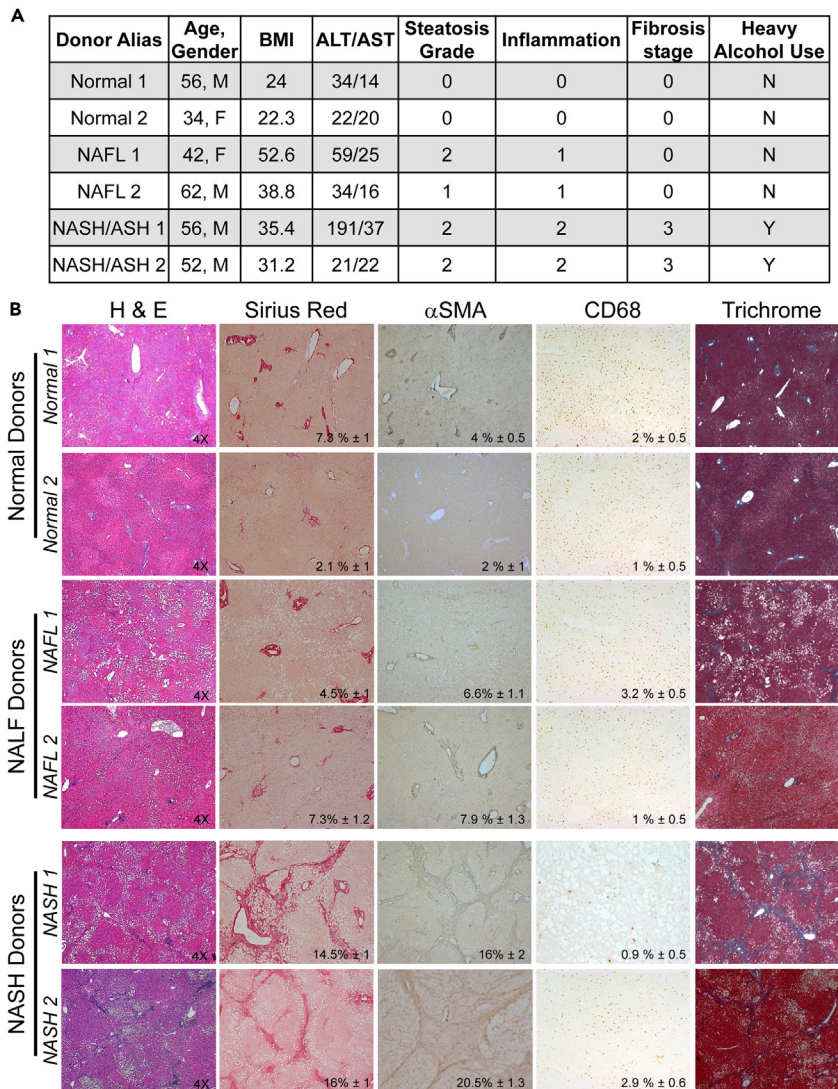 A
Donor Alias Age, Gender BMI ALT/AST Steatosis Grade Inflammation Fibrosis stage Heavy Alcohol Use
Normal 1 56, M 24 34/14 0 0 0 N
Normal 2 34, F 22.3 22/20 0 0 0 N
NAFL 1 42, F 52.6 59/25 2 1 0 N
NAFL 2 62, M 38.8 34/16 1 1 0 N
NASH/ASH 1 56, M 35.4 191/37 2 2 3 Y
NASH/ASH 2 52, M 31.2 21/22 2 2 3 Y
B
H & E Sirius Red αSMA CD68 Trichrome
Normal Donors
Normal 1
4X 7.3 % ± 1 4 % ± 0.5 2 % ± 0.5
Normal 2
4X 2.1 % ± 1 2 % ± 1 1 % ± 0.5
NALF Donors
NAFL 1
4X 4.5% ± 1 6.6% ± 1.1 3.2 % ± 0.5
NAFL 2
4X 7.3% ± 1.2 7.9 % ± 1.3 1 % ± 0.5
NASH Donors
NASH 1
4X 14.5% ± 1 16% ± 2 0.9 % ± 0.5
NASH 2
4X 16% ± 1 20.5% ± 1.3 2.9 % ± 0.6